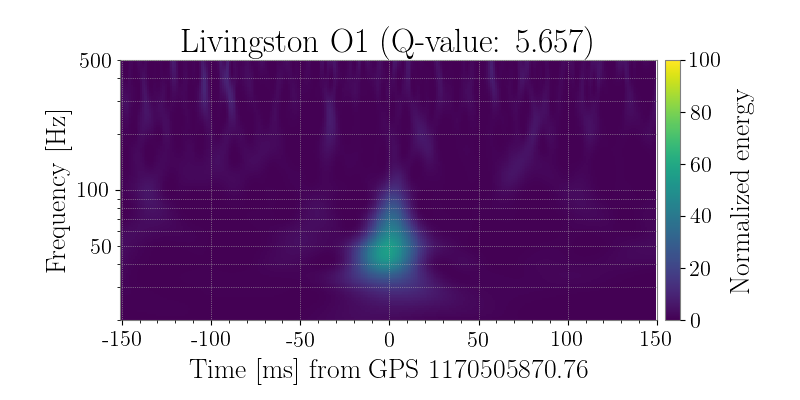 Livingston O1 (Q-value: 5.657)
Frequency [Hz]
500
100
50
-150 -100 -50 0 50 100 150
Time [ms] from GPS 1170505870.76
100
80
60
40
20
0
Normalized energy